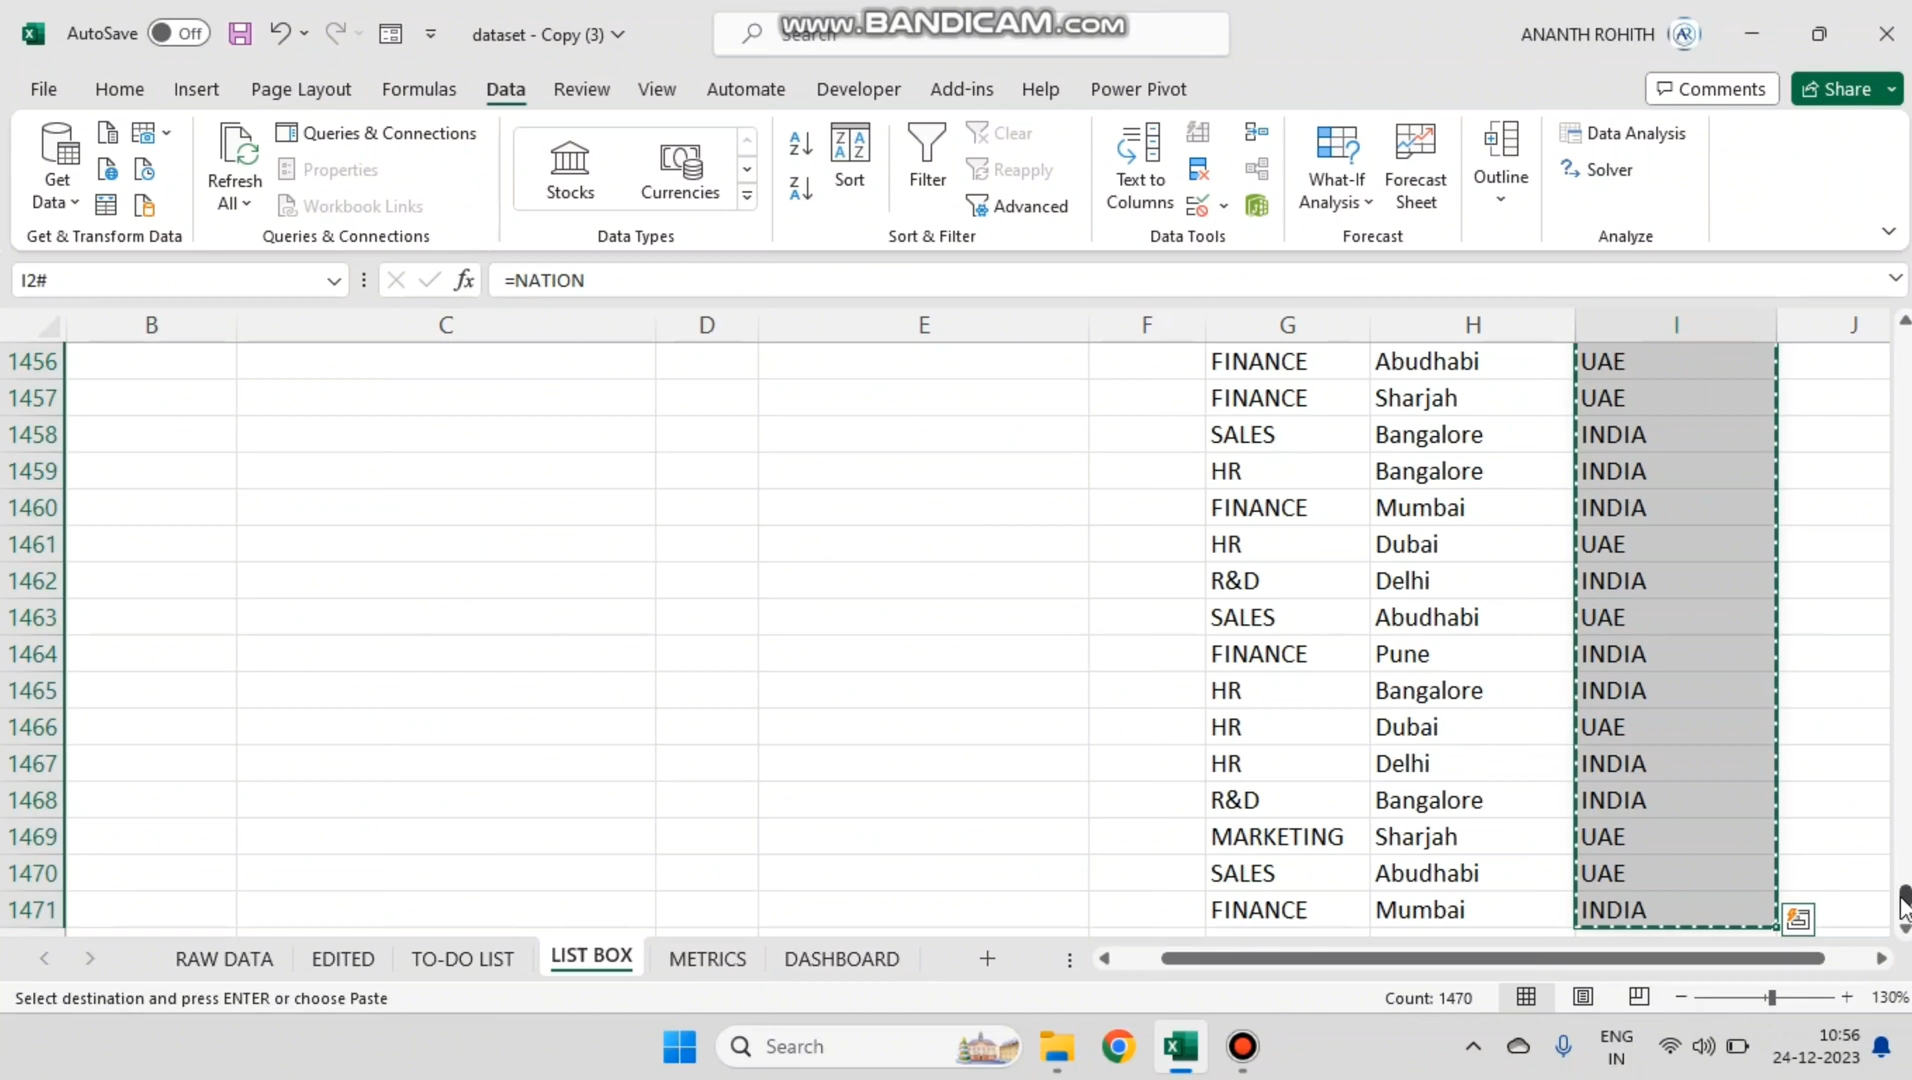 AutoSave Off dataset - Copy (3) Search www.BANDICAM.com ANANTH ROHITH AR
File Home Insert Page Layout Formulas Data Review View Automate Developer Add-ins Help Power Pivot Comments Share
Get Data
Get & Transform Data
Refresh All
Queries & Connections
Properties
Workbook Links
Queries & Connections
Stocks Currencies
Data Types
Sort
Filter
Clear
Reapply
Advanced
Sort & Filter
Text to Columns
Data Tools
What-If Analysis
Forecast Sheet
Forecast
Outline
Data Analysis
Solver
Analyze
I2# fx =NATION
B C D E F G H I J
1456 FINANCE Abudhabi UAE
1457 FINANCE Sharjah UAE
1458 SALES Bangalore INDIA
1459 HR Bangalore INDIA
1460 FINANCE Mumbai INDIA
1461 HR Dubai UAE
1462 R&D Delhi INDIA
1463 SALES Abudhabi UAE
1464 FINANCE Pune INDIA
1465 HR Bangalore INDIA
1466 HR Dubai UAE
1467 HR Delhi INDIA
1468 R&D Bangalore INDIA
1469 MARKETING Sharjah UAE
1470 SALES Abudhabi UAE
1471 FINANCE Mumbai INDIA
RAW DATA EDITED TO-DO LIST LIST BOX METRICS DASHBOARD
Select destination and press ENTER or choose Paste Count: 1470 130%
Search ENG IN 10:56 24-12-2023